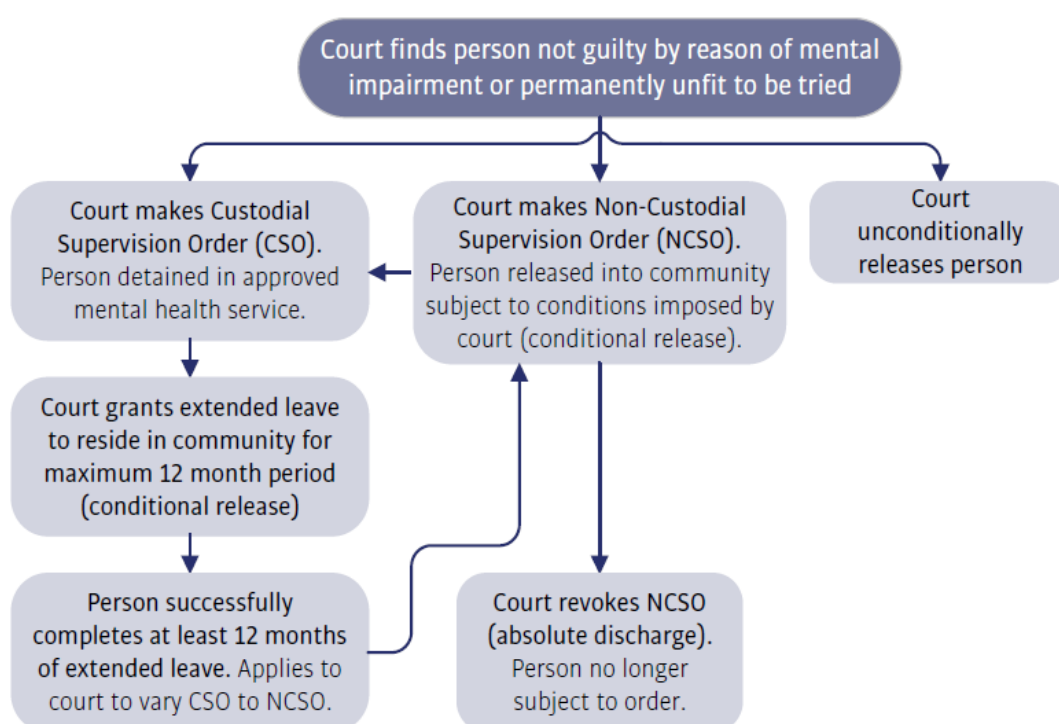 Court finds person not guilty by reason of mental
impairment or permanently unfit to be tried
Court makes Custodial
Supervision Order (CSO).
Person detained in approved
mental health service.
Court makes Non-Custodial
Supervision Order (NCSO).
Person released into community
subject to conditions imposed by
court (conditional release).
Court
unconditionally
releases person
Court grants extended leave
to reside in community for
maximum 12 month period
(conditional release)
Person successfully
completes at least 12 months
of extended leave. Applies to
court to vary CSO to NCSO.
Court revokes NCSO
(absolute discharge).
Person no longer
subject to order.